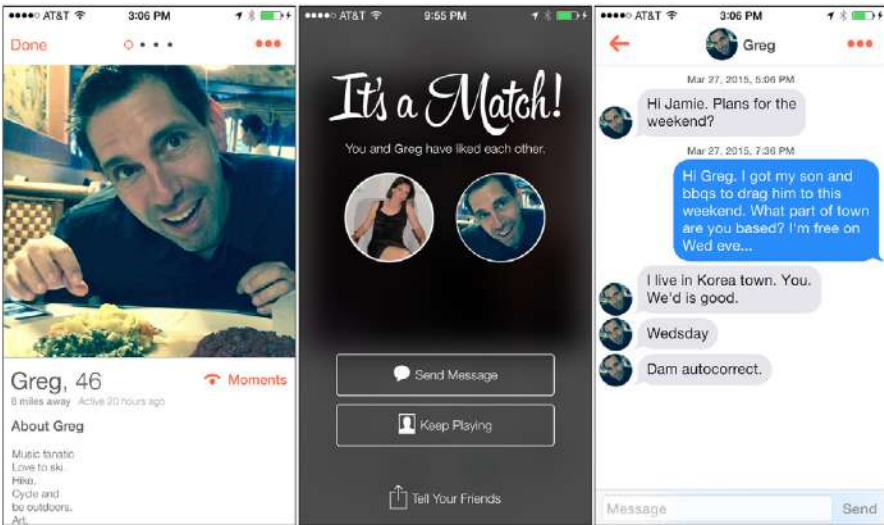 AT&T 3:06 PM
Done
Greg, 46
Moments
8 miles away Active 20 hours ago
About Greg
Music fanatic
Love to ski.
Hike.
Cycle and
be outdoors.
Art.
AT&T 9:55 PM
It's a Match!
You and Greg have liked each other.
Send Message
Keep Playing
Tell Your Friends
AT&T 3:06 PM
Greg
Mar 27, 2015, 5:06 PM
Hi Jamie. Plans for the
weekend?
Mar 27, 2015, 7:36 PM
Hi Greg. I got my son and
bbqs to drag him to this
weekend. What part of town
are you based? I'm free on
Wed eve...
I live in Korea town. You.
We'd is good.
Wedsday
Dam autocorrect.
Message Send